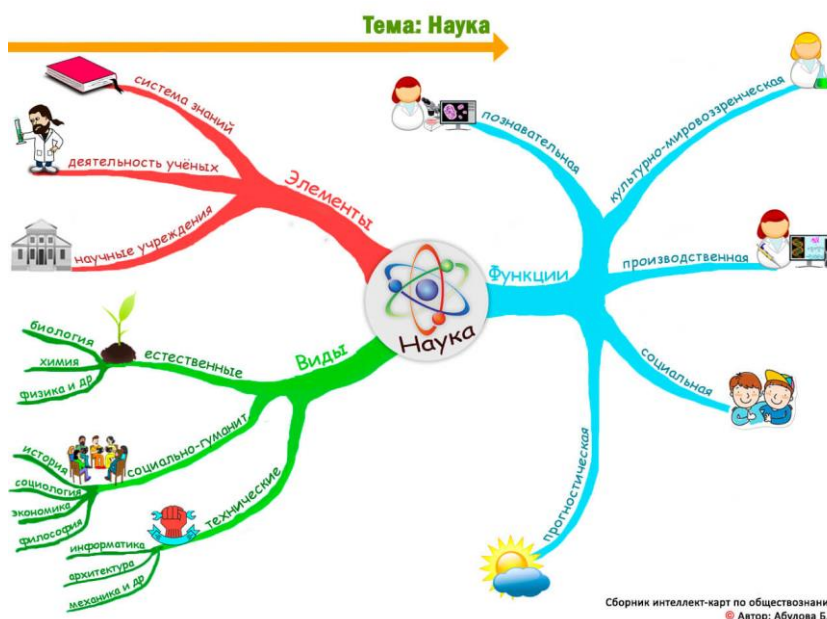 Тема: Наука
система знаний
деятельность учёных
научные учреждения
Элементы
познавательная
культурно-мировоззренческая
производственная
социальная
прогностическая
Функции
Наука
Виды
естественные
биология
химия
физика и др
социально-гуманит
история
социология
экономика
философия
технические
информатика
архитектура
механика и др
Сборник интеллект-карт по обществознани
© Автор: Абулова Б.